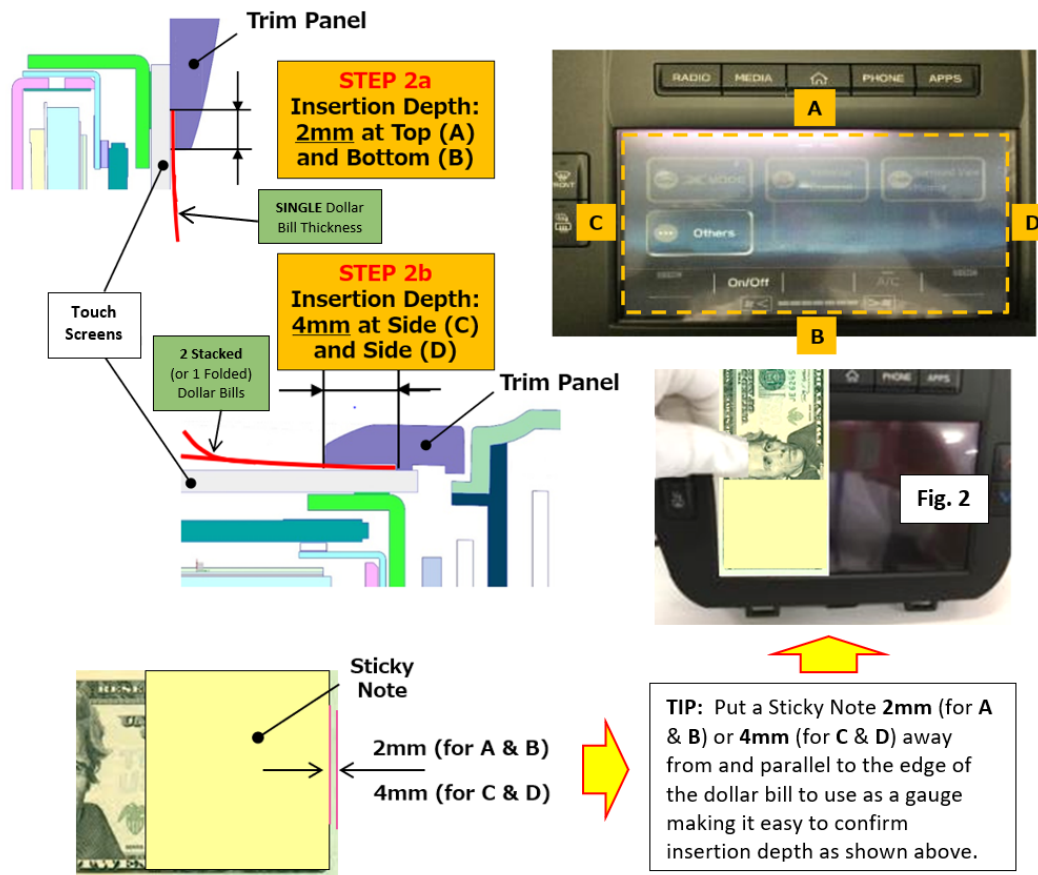 Trim Panel
STEP 2a
Insertion Depth:
2mm at Top (A)
and Bottom (B)
SINGLE Dollar
Bill Thickness
Touch
Screens
STEP 2b
Insertion Depth:
4mm at Side (C)
and Side (D)
2 Stacked
(or 1 Folded)
Dollar Bills
Trim Panel
RADIO
MEDIA
PHONE
APPS
A
C
D
B
FRONT
Others
On/Off
A/C
PHONE
APPS
Fig. 2
Sticky
Note
2mm (for A & B)
4mm (for C & D)
TIP: Put a Sticky Note 2mm (for A
& B) or 4mm (for C & D) away
from and parallel to the edge of
the dollar bill to use as a gauge
making it easy to confirm
insertion depth as shown above.